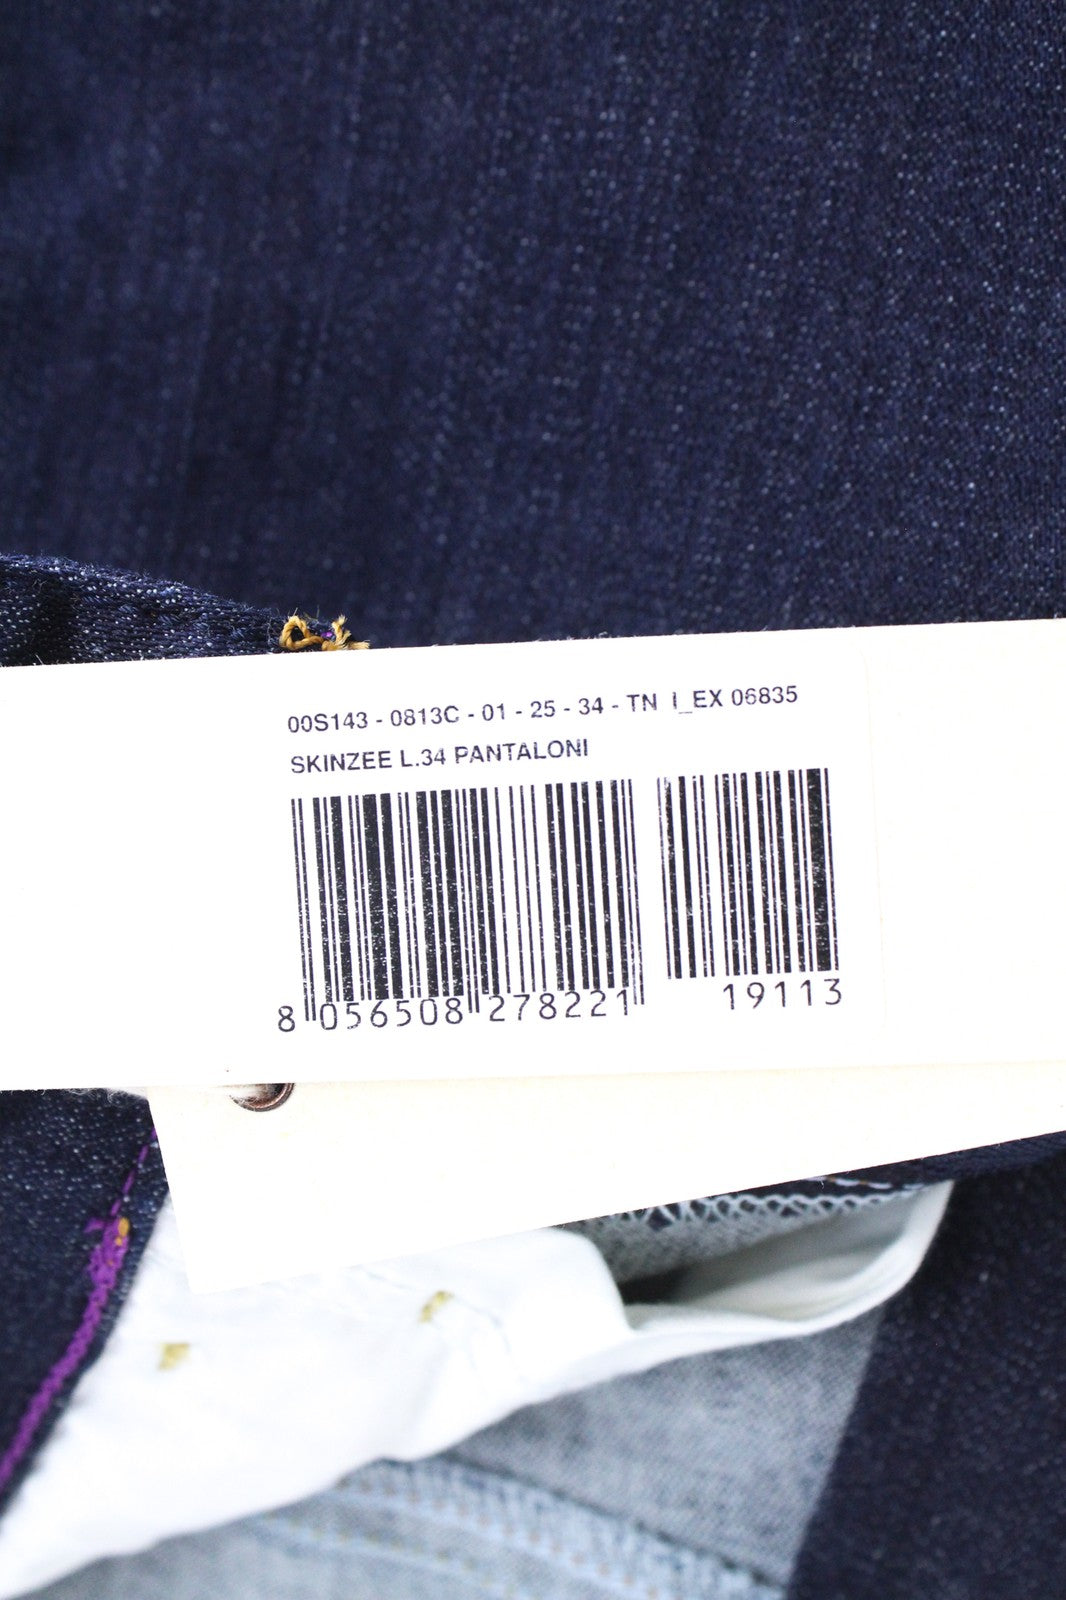 00S143 - 0813C - 01 - 25 - 34 - TN I_EX 06835
SKINZEE L.34 PANTALONI
8 056508 278221 19113